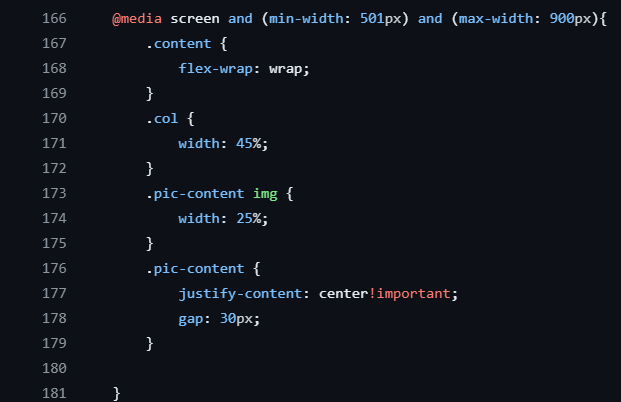 166 @media screen and (min-width: 501px) and (max-width: 900px){
167 .content {
168 flex-wrap: wrap;
169 }
170 .col {
171 width: 45%;
172 }
173 .pic-content img {
174 width: 25%;
175 }
176 .pic-content {
177 justify-content: center!important;
178 gap: 30px;
179 }
180
181 }